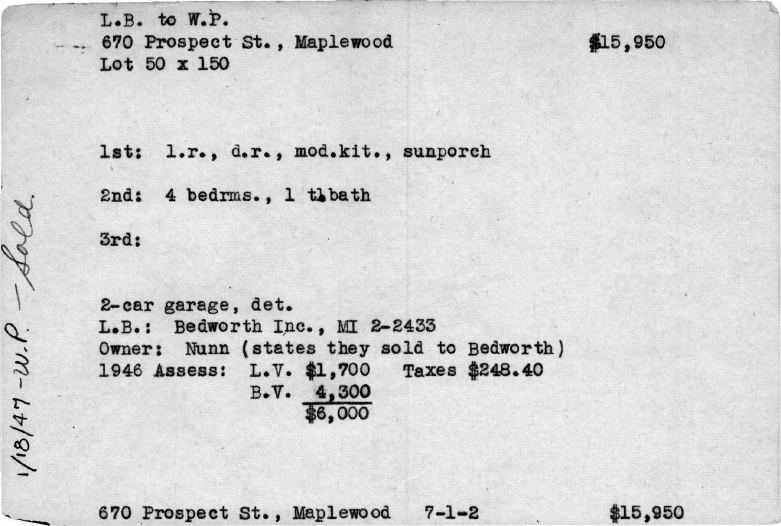 L.B. to W.P.
670 Prospect St., Maplewood $15,950
Lot 50 x 150
1st: l.r., d.r., mod.kit., sunporch
2nd: 4 bedrms., 1 tlbath
3rd:
2-car garage, det.
L.B.: Bedworth Inc., MI 2-2433
Owner: Nunn (states they sold to Bedworth)
1946 Assess: L.V. $1,700 Taxes $248.40
B.V. 4,300
$6,000
670 Prospect St., Maplewood 7-1-2 $15,950
1/18/47-W.P. - Sold.